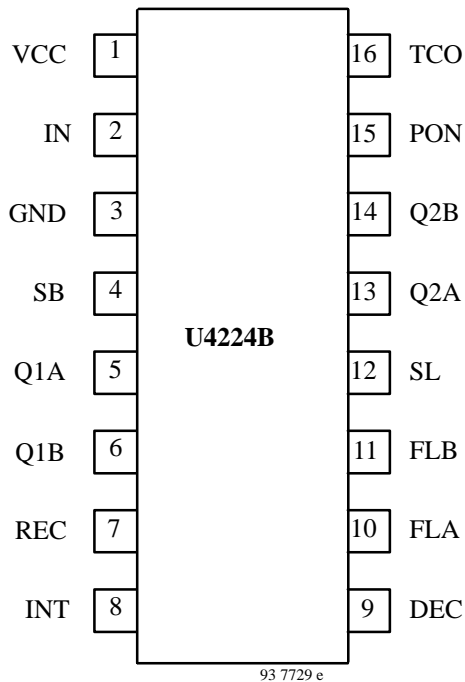 VCC 1 16 TCO
IN 2 15 PON
GND 3 14 Q2B
SB 4 13 Q2A
U4224B
Q1A 5 12 SL
Q1B 6 11 FLB
REC 7 10 FLA
INT 8 9 DEC
93 7729 e